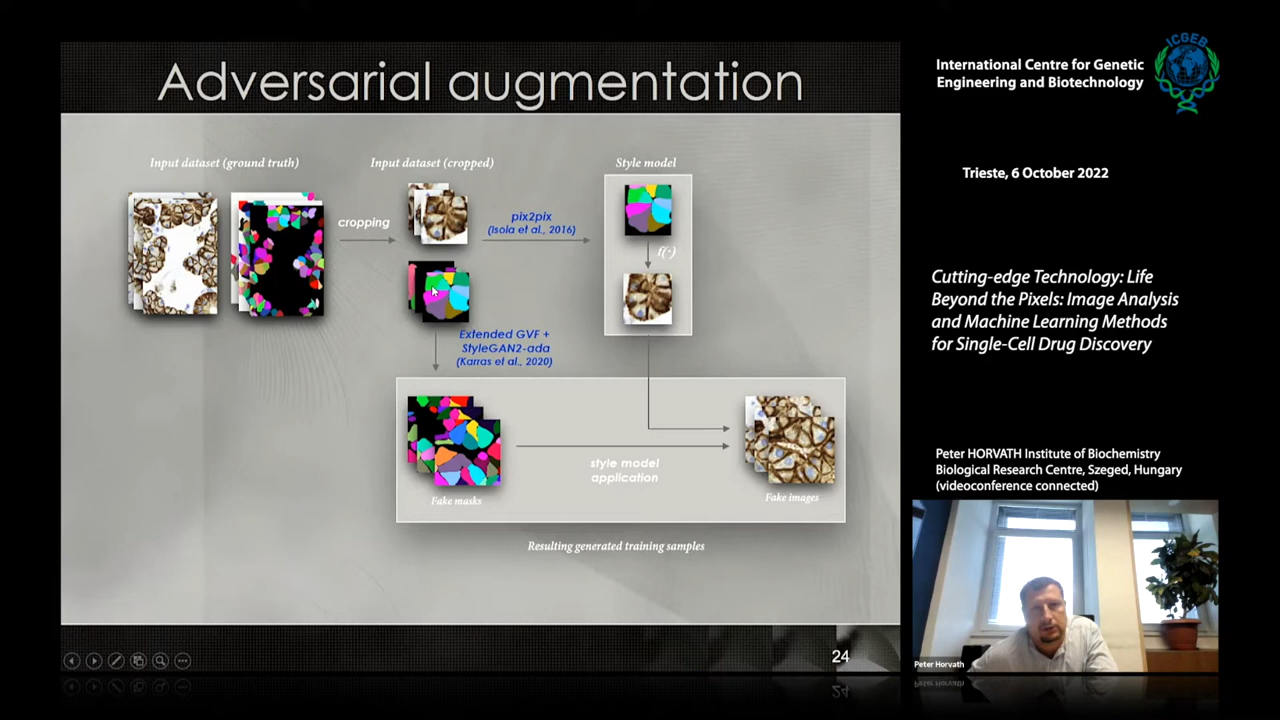 Adversarial augmentation
Input dataset (ground truth)
Input dataset (cropped)
Style model
cropping
pix2pix
(Isola et al., 2016)
f(·)
Extended GVF +
StyleGAN2-ada
(Karras et al., 2020)
style model
application
Fake masks
Fake images
Resulting generated training samples
24
International Centre for Genetic
Engineering and Biotechnology
ICGEB
Trieste, 6 October 2022
Cutting-edge Technology: Life
Beyond the Pixels: Image Analysis
and Machine Learning Methods
for Single-Cell Drug Discovery
Peter HORVATH Institute of Biochemistry
Biological Research Centre, Szeged, Hungary
(videoconference connected)
Peter Horvath